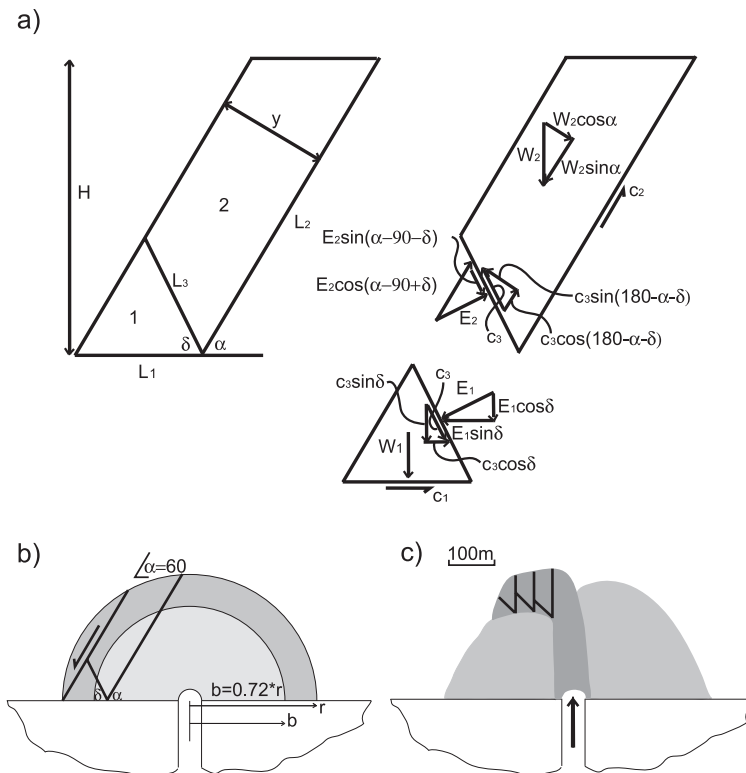 a)
H
y
2
L2
L3
1
δ
α
L1
W2cosα
W2
W2sinα
c2
E2sin(α−90−δ)
E2cos(α−90+δ)
E2
c3
c3sin(180-α-δ)
c3cos(180-α-δ)
c3
c3sinδ
E1
E1cosδ
E1sinδ
W1
c3cosδ
c1
b)
α=60
δ
α
b=0.72*r
r
b
c)
100m